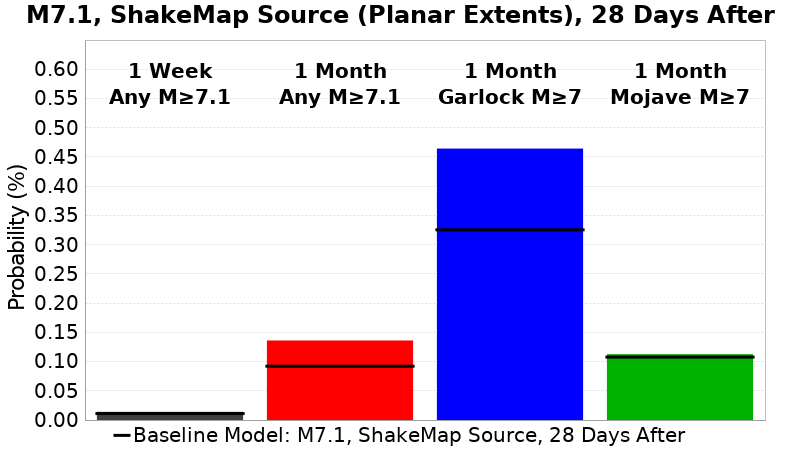 M7.1, ShakeMap Source (Planar Extents), 28 Days After
1 Week
Any M≥7.1
1 Month
Any M≥7.1
1 Month
Garlock M≥7
1 Month
Mojave M≥7
Probability (%)
0.60
0.55
0.50
0.45
0.40
0.35
0.30
0.25
0.20
0.15
0.10
0.05
0.00
Baseline Model: M7.1, ShakeMap Source, 28 Days After